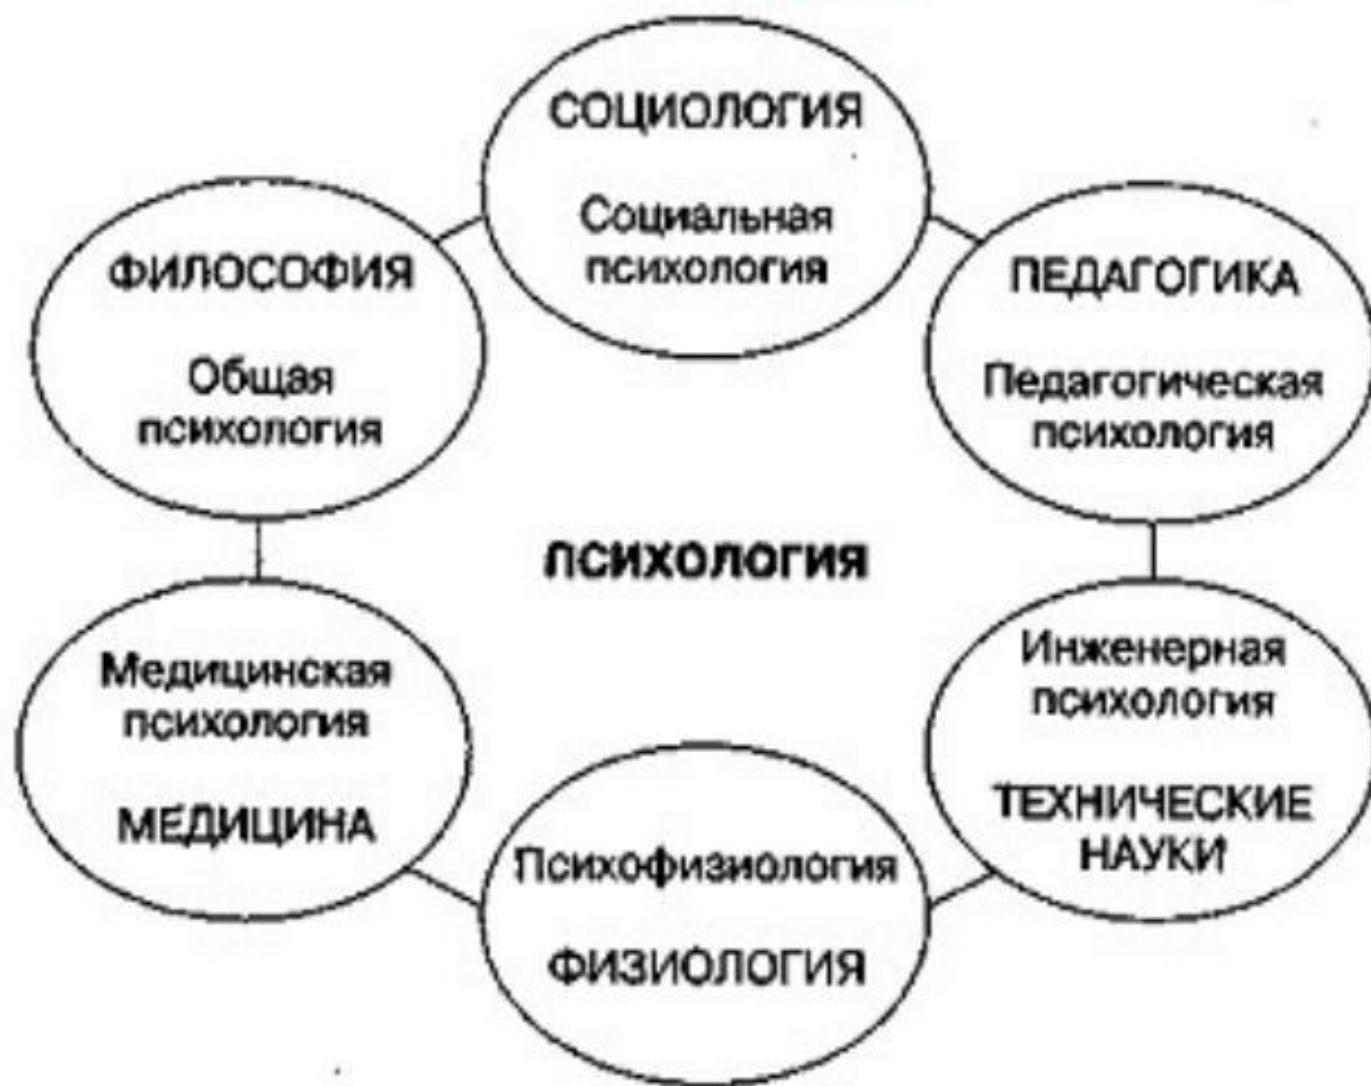 СОЦИОЛОГИЯ
Социальная
психология
ФИЛОСОФИЯ
Общая
психология
ПЕДАГОГИКА
Педагогическая
психология
ПСИХОЛОГИЯ
Медицинская
психология
МЕДИЦИНА
Инженерная
психология
ТЕХНИЧЕСКИЕ
НАУКИ
Психофизиология
ФИЗИОЛОГИЯ